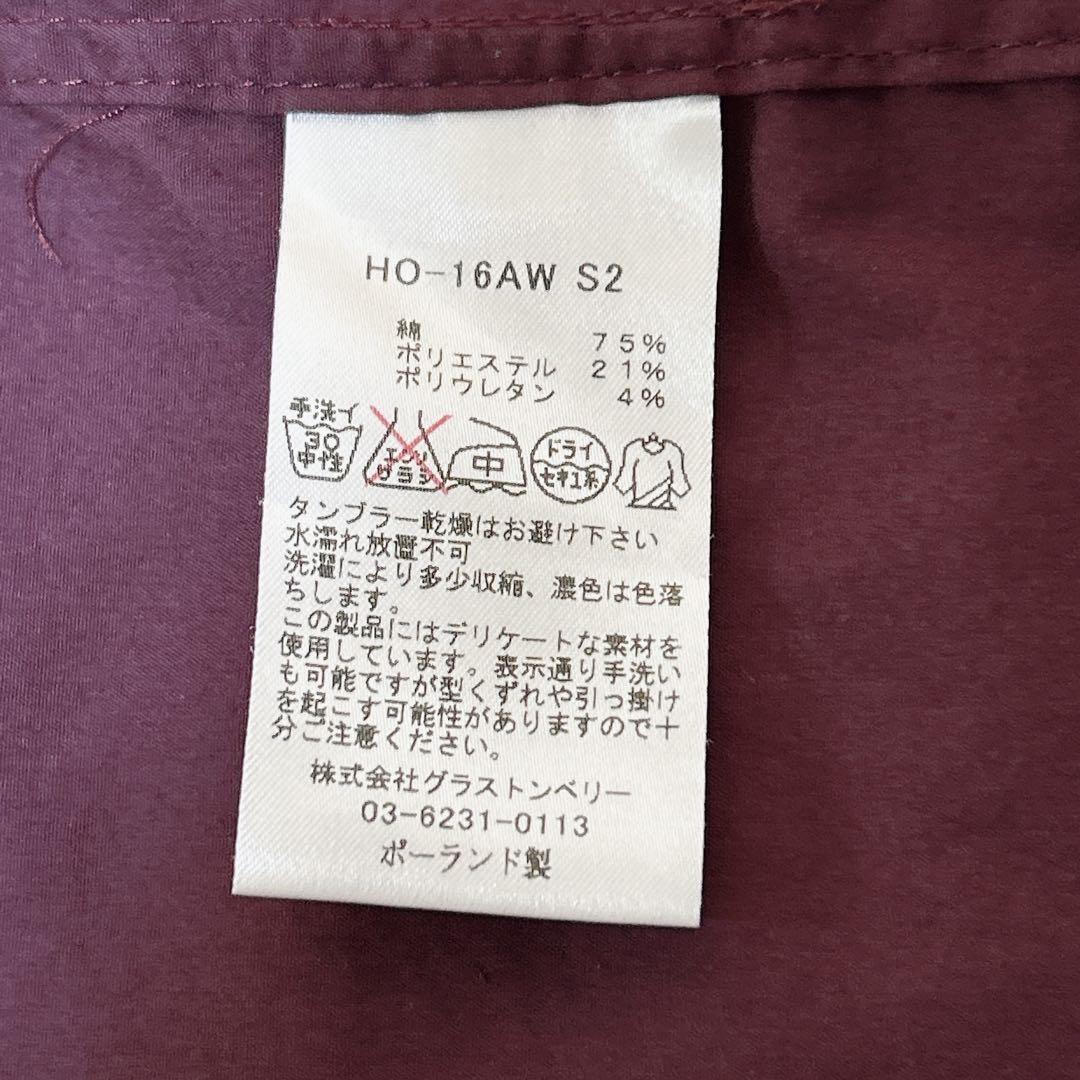 HO-16AW S2
綿 75%
ポリエステル 21%
ポリウレタン 4%
手洗イ
30
中性
エンソ
サラシ
中
ドライ
セキユ系
タンブラー乾燥はお避け下さい
水濡れ放置不可
洗濯により多少収縮、濃色は色落
ちします。
この製品にはデリケートな素材を
使用しています。表示通り手洗い
も可能ですが型くずれや引っ掛け
を起こす可能性がありますので十
分ご注意ください。
株式会社グラストンベリー
03-6231-0113
ポーランド製